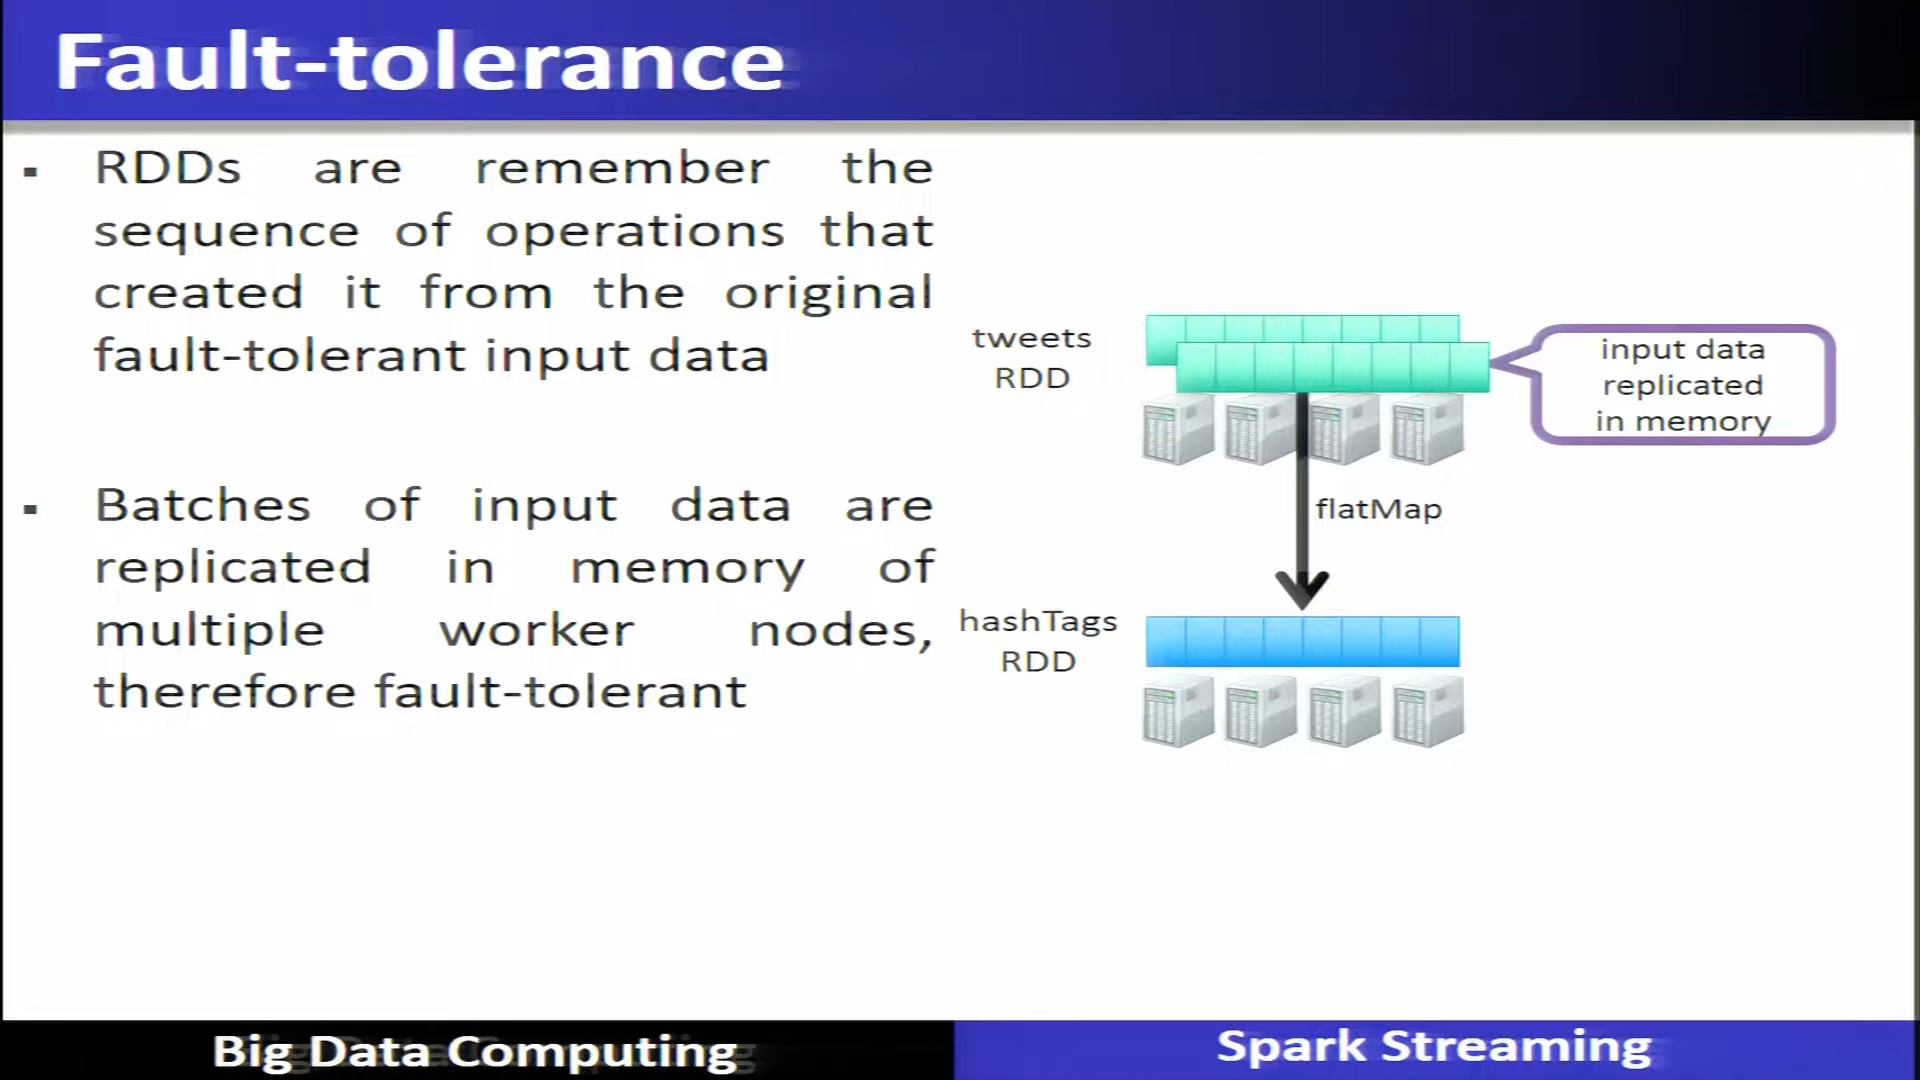 Fault-tolerance
▪ RDDs are remember the
sequence of operations that
created it from the original
fault-tolerant input data
▪ Batches of input data are
replicated in memory of
multiple worker nodes,
therefore fault-tolerant
tweets
RDD
input data
replicated
in memory
flatMap
hashTags
RDD
Big Data Computing
Spark Streaming